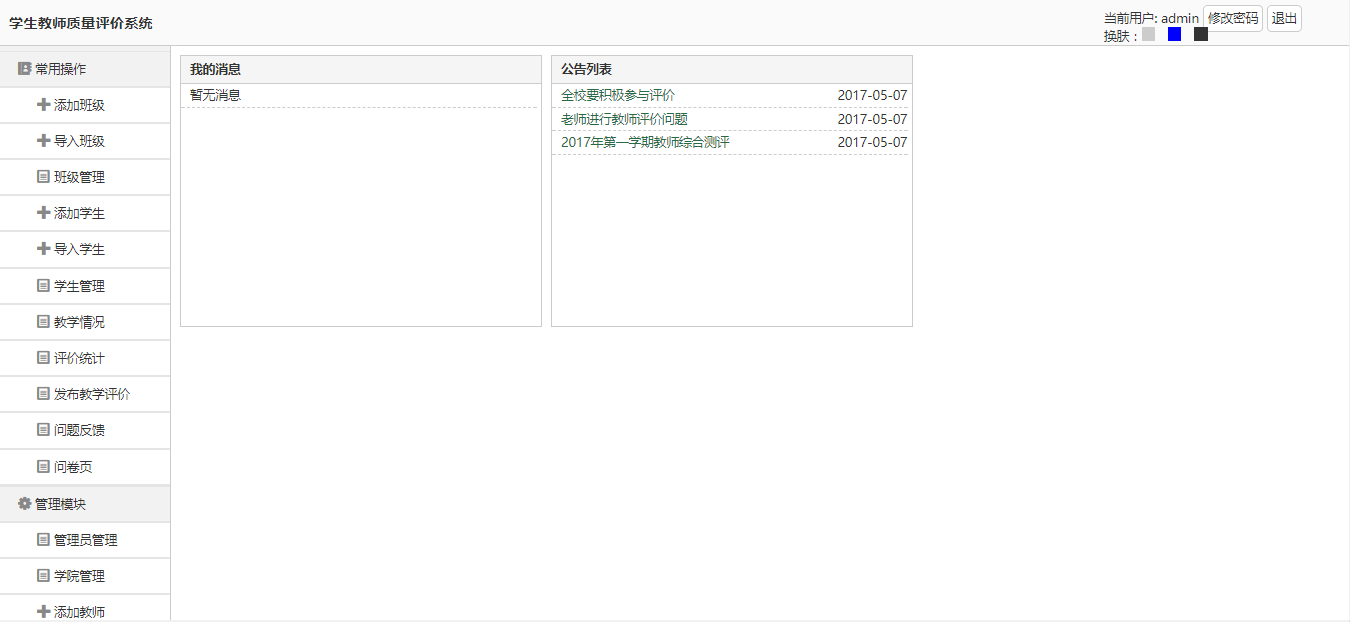 学生教师质量评价系统
当前用户: admin 修改密码 退出
换肤：
常用操作
添加班级
导入班级
班级管理
添加学生
导入学生
学生管理
教学情况
评价统计
发布教学评价
问题反馈
问卷页
管理模块
管理员管理
学院管理
添加教师
我的消息
暂无消息
公告列表
全校要积极参与评价 2017-05-07
老师进行教师评价问题 2017-05-07
2017年第一学期教师综合测评 2017-05-07